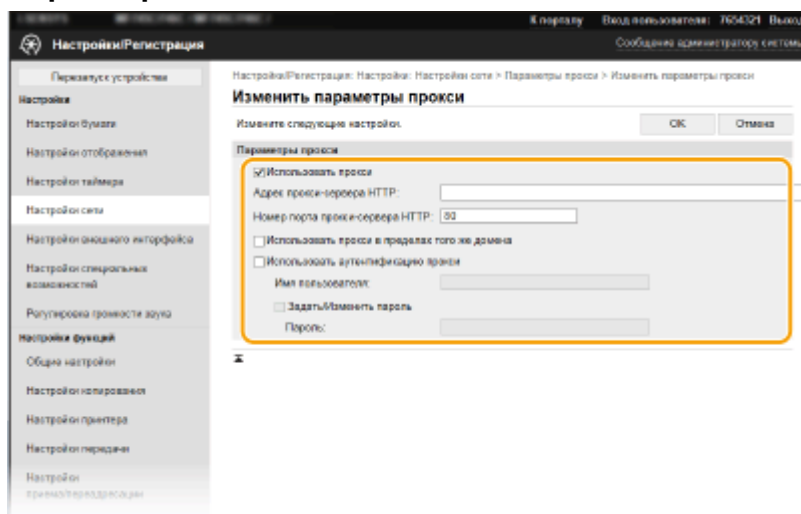 К порталу Вход пользователя: 7654321 Выход
Настройки/Регистрация
Сообщение администратору системы
Перезапуск устройства
Настройки
Настройки бумаги
Настройки отображения
Настройки таймера
Настройки сети
Настройки внешнего интерфейса
Настройки специальных
возможностей
Регулировка громкости звука
Настройки функций
Общие настройки
Настройки копирования
Настройки принтера
Настройки передачи
Настройки
приема/переадресации
Настройки/Регистрация: Настройки: Настройки сети > Параметры прокси > Изменить параметры прокси
Изменить параметры прокси
Измените следующие настройки.
OK Отмена
Параметры прокси
Использовать прокси
Адрес прокси-сервера HTTP:
Номер порта прокси-сервера HTTP: 80
Использовать прокси в пределах того же домена
Использовать аутентификацию прокси
Имя пользователя:
Задать/Изменить пароль
Пароль: